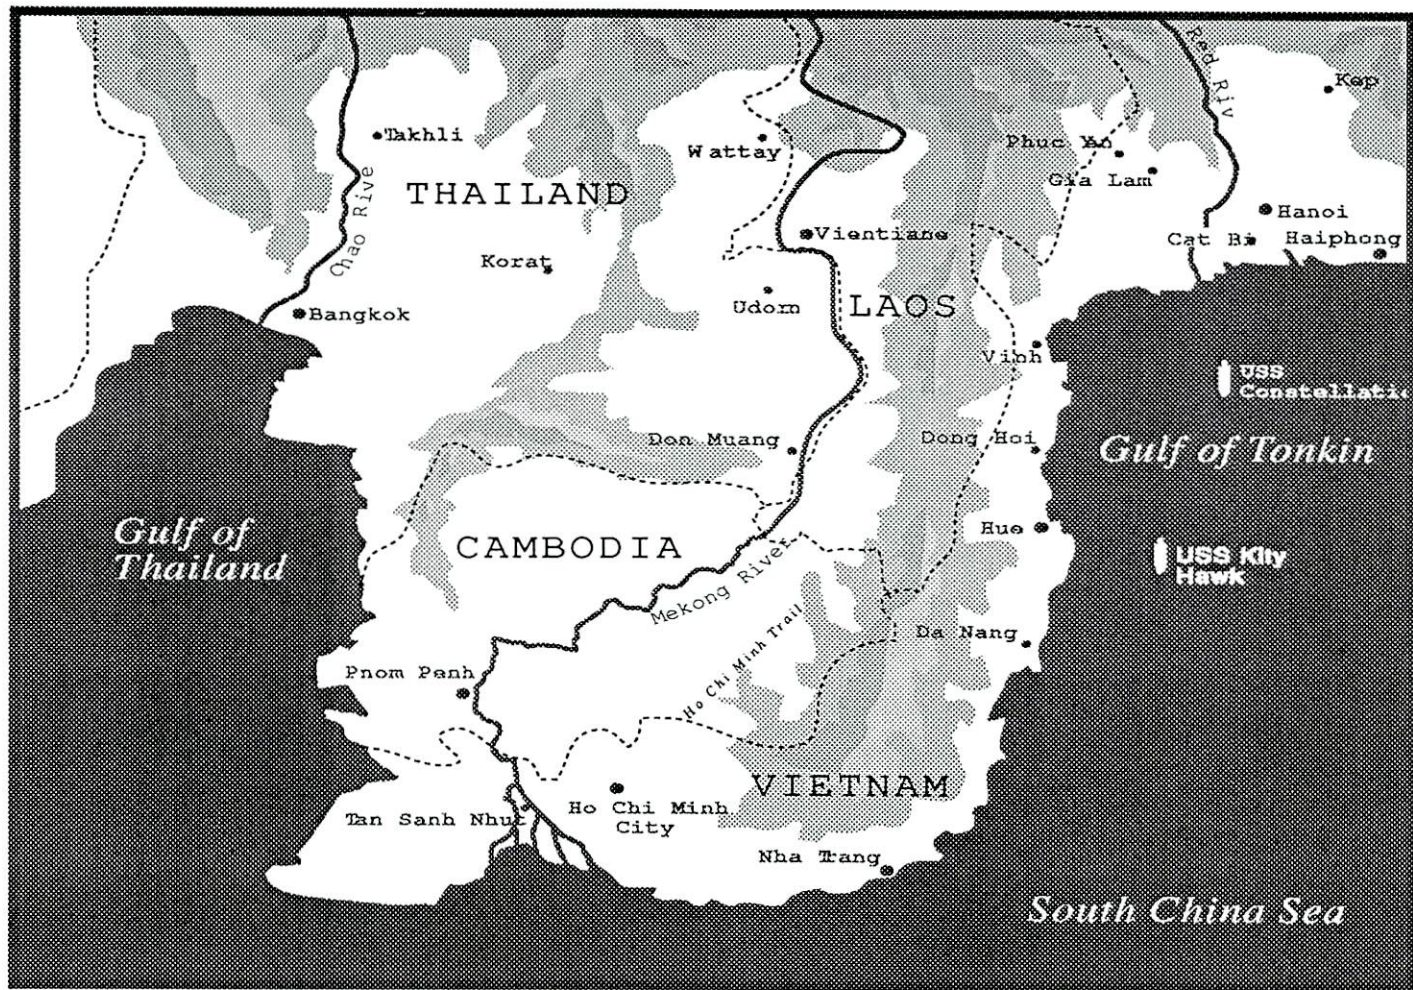 Red Riv
Kep
Takhli
Wattay
Phuc Yen
Gia Lam
THAILAND
Chao Rive
Hanoi
Vientiane
Cat Bi
Haiphong
Korat
Udorn
LAOS
Bangkok
Vinh
USS
Constellatic
Don Muang
Dong Hoi
Gulf of Tonkin
Gulf of
Thailand
CAMBODIA
Hue
USS Kity
Hawk
Mekong River
Ho Chi Minh Trail
Da Nang
Pnom Penh
VIETNAM
Tan Sanh Nhut
Ho Chi Minh
City
Nha Trang
South China Sea